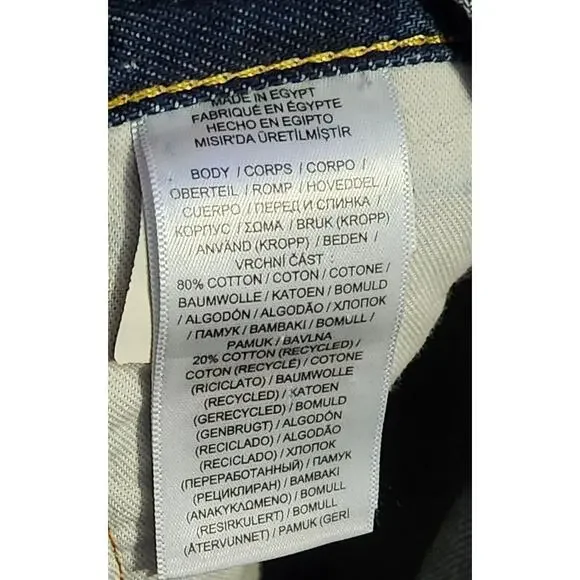 MADE IN EGYPT
FABRIQUÉ EN ÉGYPTE
HECHO EN EGIPTO
MISIR'DA ÜRETİLMİŞTİR
BODY / CORPS / CORPO /
OBERTEIL / ROMP / HOVEDDEL
CUERPO / ПЕРЕД И СПИНКА /
КОРПУС / ΣΩΜΑ / BRUK (KROPP)
ANVÄND (KROPP) / BEDEN /
VRCHNÍ ČÁST
80% COTTON / COTON / COTONE /
BAUMWOLLE / KATOEN / BOMULD
/ ALGODÓN / ALGODÃO / ХЛОПОК
/ ПАМУК / BAMBAKI / BOMULL /
PAMUK / BAVLNA
20% COTTON (RECYCLED) /
COTON (RECYCLÉ) / COTONE
(RICICLATO) / BAUMWOLLE
(RECYCLED) / KATOEN
(GERECYCLED) / BOMULD
(GENBRUGT) / ALGODÓN
(RECICLADO) / ALGODÃO
(RECICLADO) / ХЛОПОК
(ПЕРЕРАБОТАННЫЙ) / ПАМУК
(РЕЦИКЛИРАН) / BAMBAKI
(ΑΝΑΚΥΚΛΩΜΕΝΟ) / BOMULL
(RESIRKULERT) / BOMULL
(ÅTERVUNNET) / PAMUK (GERİ